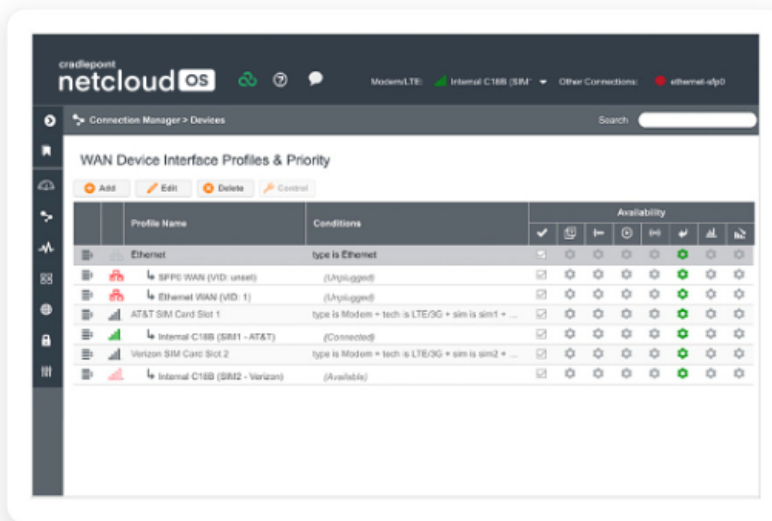 cradlepoint
netcloud OS
Modem/LTE: Internal C18B (SIM' Other Connections: ethernet-sfp0
Connection Manager > Devices Search
WAN Device Interface Profiles & Priority
Add Edit Delete Control
Availability
Profile Name Conditions
Ethernet type is Ethernet
SFP0 WAN (VID: unset) (Unplugged)
Ethernet WAN (VID: 1) (Unplugged)
AT&T SIM Card Slot 1 type is Modem + tech is LTE/3G + sim is sim1 + ...
Internal C18B (SIM1 - AT&T) (Connected)
Verizon SIM Card Slot 2 type is Modem + tech is LTE/3G + sim is sim2 + ...
Internal C18B (SIM2 - Verizon) (Available)